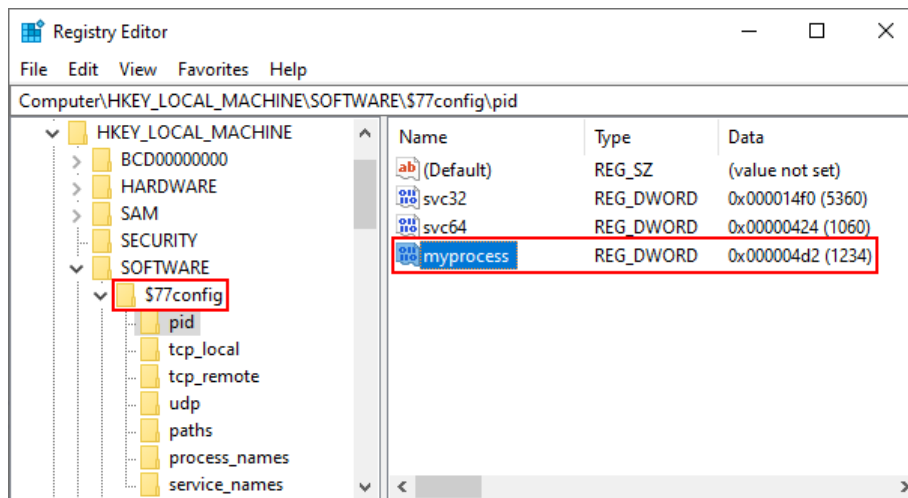 Registry Editor
File Edit View Favorites Help
Computer\HKEY_LOCAL_MACHINE\SOFTWARE\$77config\pid
HKEY_LOCAL_MACHINE
BCD00000000
HARDWARE
SAM
SECURITY
SOFTWARE
$77config
pid
tcp_local
tcp_remote
udp
paths
process_names
service_names
Name Type Data
ab (Default) REG_SZ (value not set)
svc32 REG_DWORD 0x000014f0 (5360)
svc64 REG_DWORD 0x00000424 (1060)
myprocess REG_DWORD 0x000004d2 (1234)